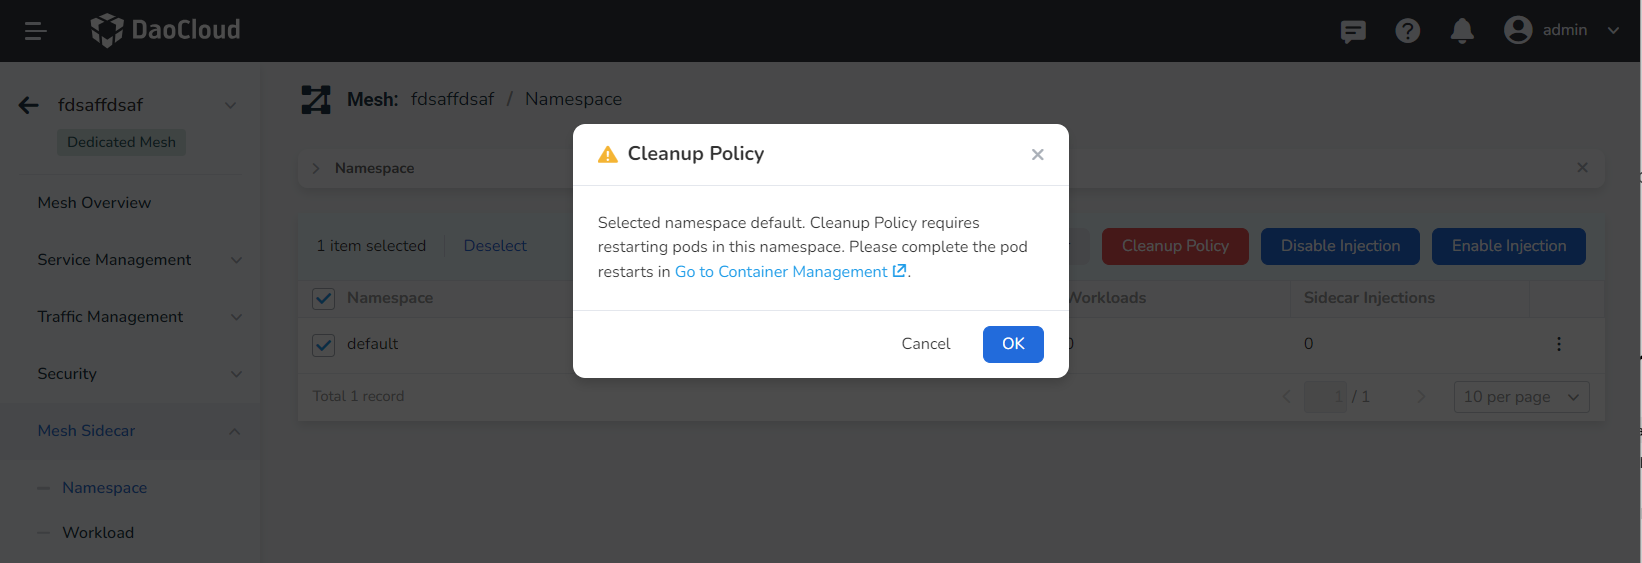 DaoCloud
admin
fdsaffdsaf
Dedicated Mesh
Mesh Overview
Service Management
Traffic Management
Security
Mesh Sidecar
Namespace
Workload
Mesh: fdsaffdsaf / Namespace
Namespace
1 item selected Deselect
Cleanup Policy Disable Injection Enable Injection
Namespace Workloads Sidecar Injections
default 0 0
Total 1 record
1 / 1 10 per page
Cleanup Policy
Selected namespace default. Cleanup Policy requires
restarting pods in this namespace. Please complete the pod
restarts in Go to Container Management.
Cancel OK